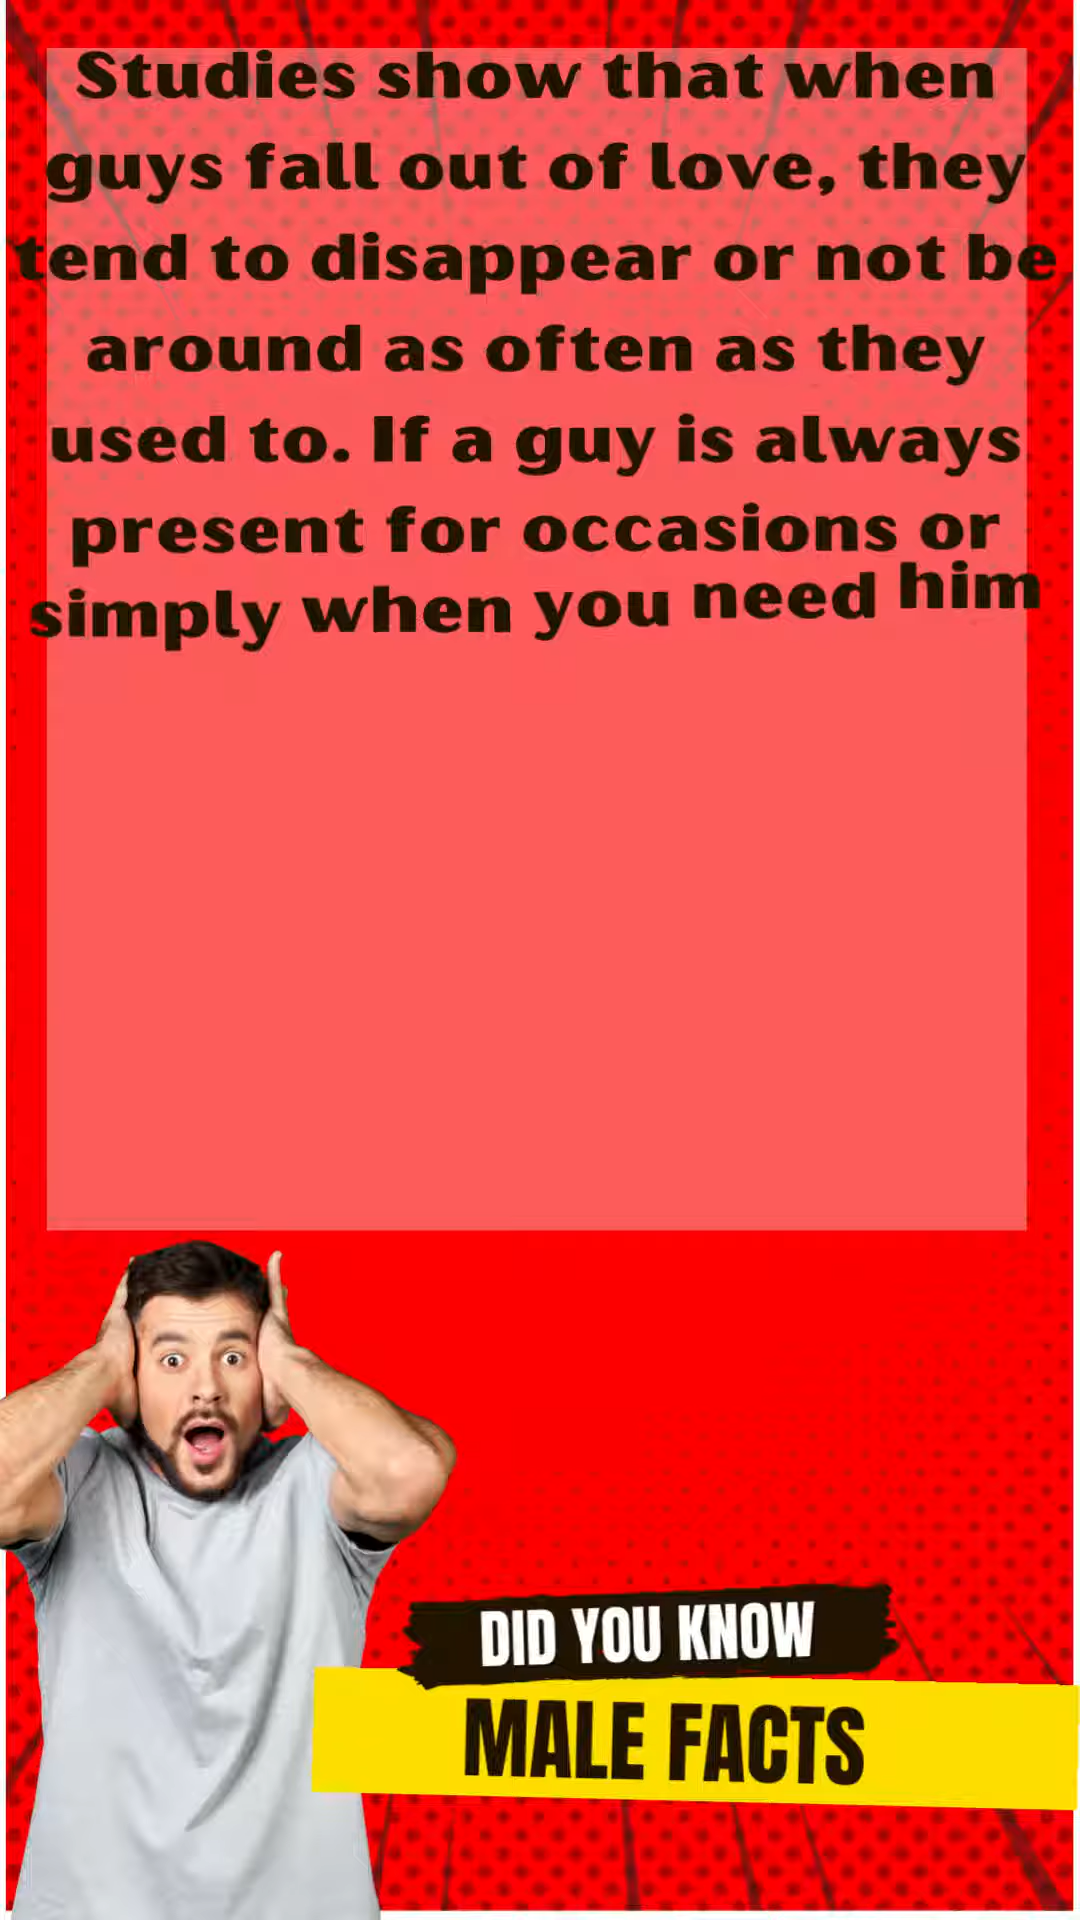 Studies show that when
guys fall out of love, they
tend to disappear or not be
around as often as they
used to. If a guy is always
present for occasions or
simply when you need him
DID YOU KNOW
MALE FACTS